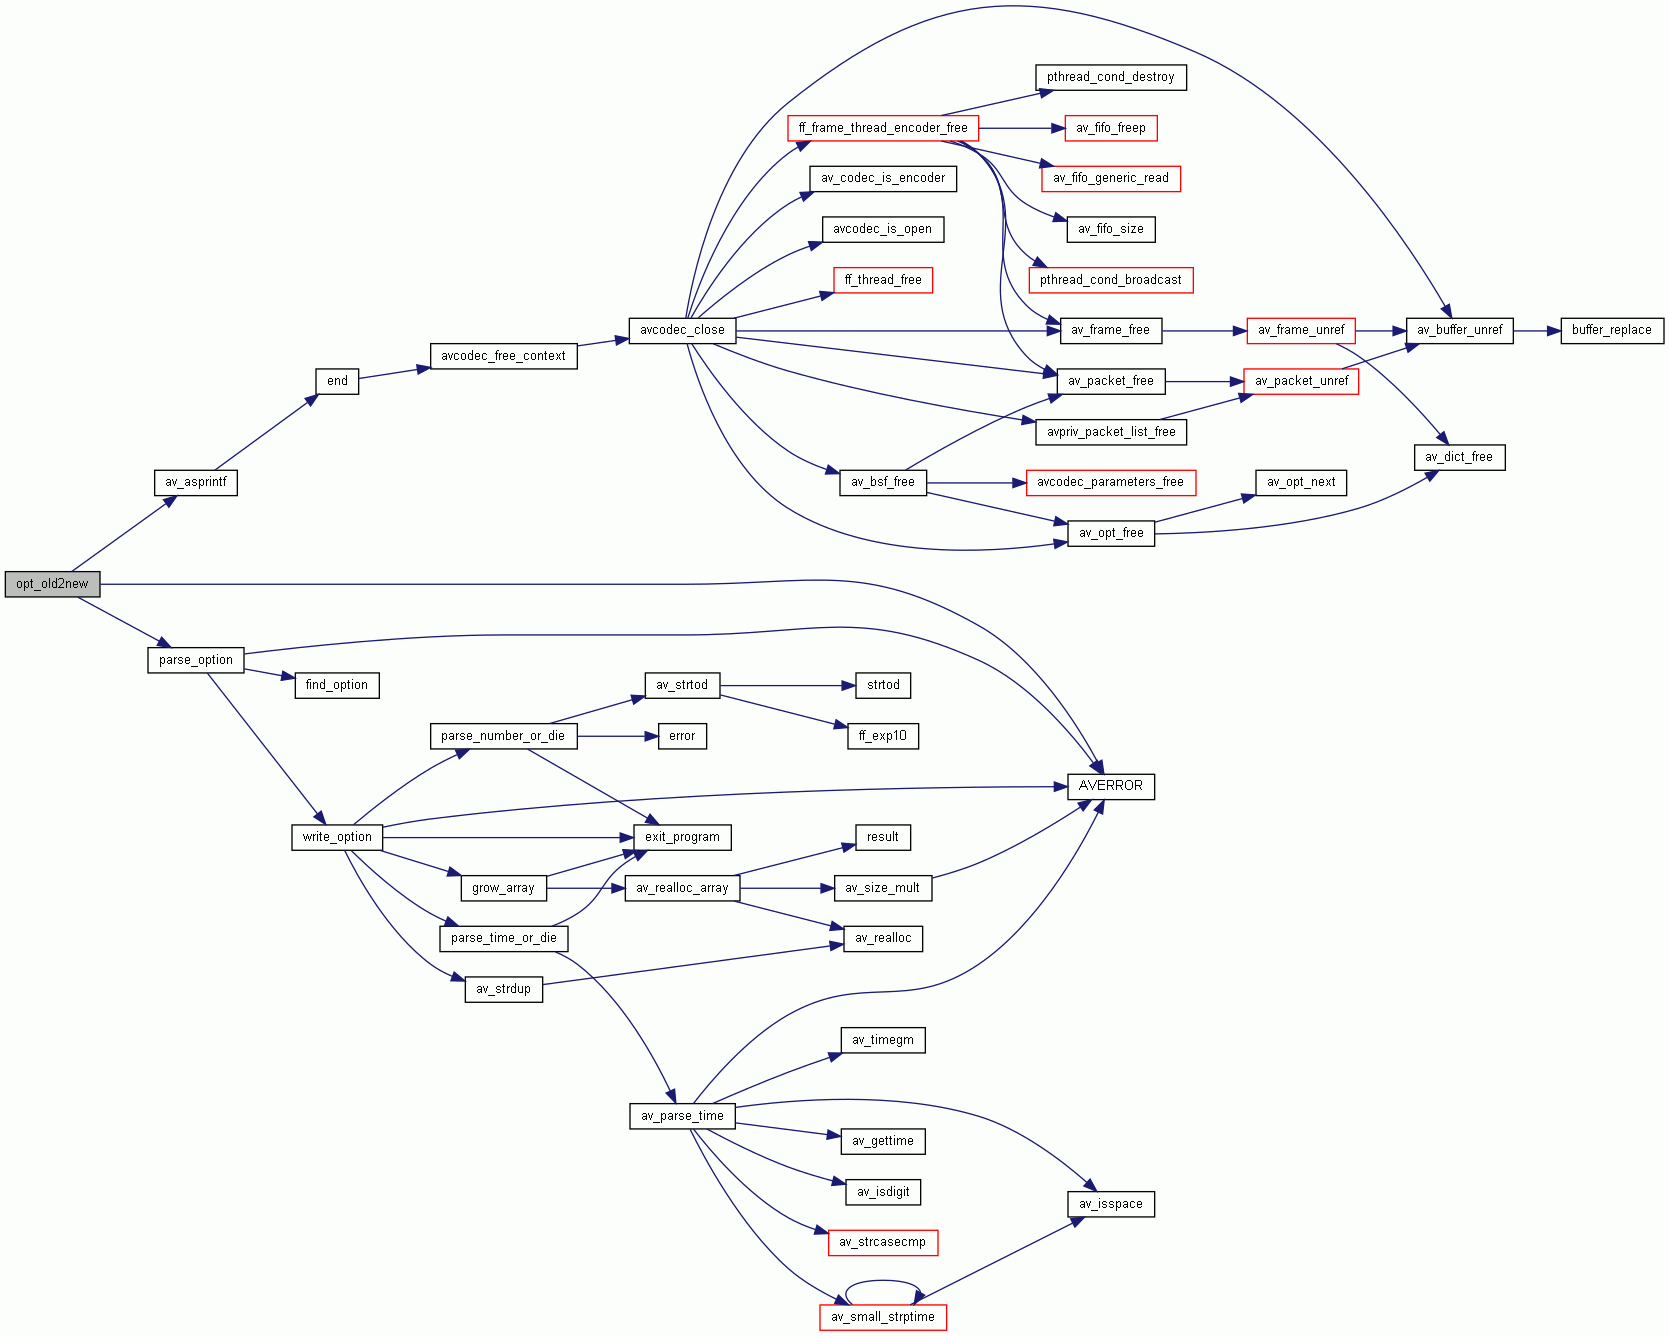 pthread_cond_destroy
ff_frame_thread_encoder_free
av_fifo_freep
av_codec_is_encoder
av_fifo_generic_read
avcodec_is_open
av_fifo_size
ff_thread_free
pthread_cond_broadcast
avcodec_close
av_frame_free
av_frame_unref
av_buffer_unref
buffer_replace
avcodec_free_context
end
av_packet_free
av_packet_unref
avpriv_packet_list_free
av_dict_free
av_asprintf
av_bsf_free
avcodec_parameters_free
av_opt_next
av_opt_free
opt_old2new
parse_option
find_option
av_strtod
strtod
parse_number_or_die
error
ff_exp10
AVERROR
write_option
exit_program
result
grow_array
av_realloc_array
av_size_mult
parse_time_or_die
av_realloc
av_strdup
av_timegm
av_parse_time
av_gettime
av_isdigit
av_isspace
av_strcasecmp
av_small_strptime